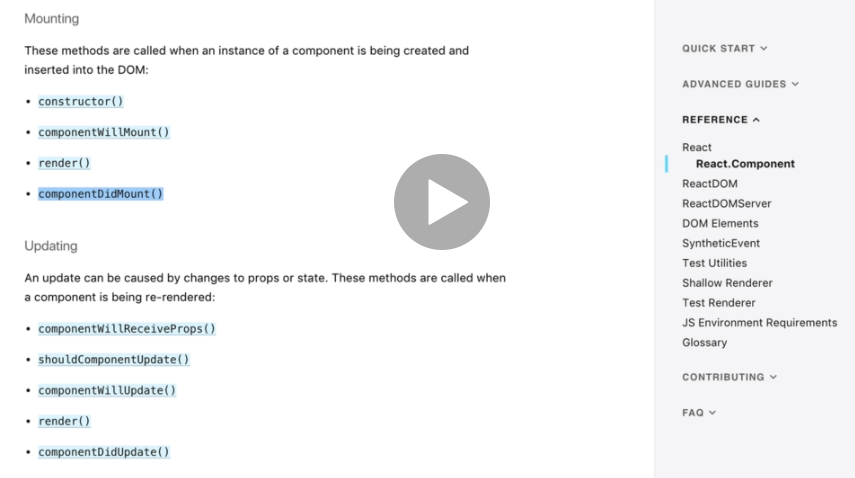 Mounting
These methods are called when an instance of a component is being created and
inserted into the DOM:
• constructor()
• componentWillMount()
• render()
• componentDidMount()
Updating
An update can be caused by changes to props or state. These methods are called when
a component is being re-rendered:
• componentWillReceiveProps()
• shouldComponentUpdate()
• componentWillUpdate()
• render()
• componentDidUpdate()
QUICK START
ADVANCED GUIDES
REFERENCE
React
React.Component
ReactDOM
ReactDOMServer
DOM Elements
SyntheticEvent
Test Utilities
Shallow Renderer
Test Renderer
JS Environment Requirements
Glossary
CONTRIBUTING
FAQ